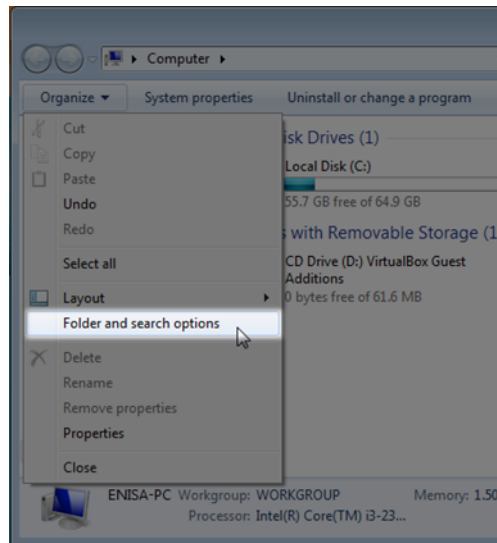 Computer
Organize System properties Uninstall or change a program
Cut
Copy
Paste
Undo
Redo
Select all
Layout
Folder and search options
Delete
Rename
Remove properties
Properties
Close
isk Drives (1)
Local Disk (C:)
55.7 GB free of 64.9 GB
s with Removable Storage (1
CD Drive (D:) VirtualBox Guest
Additions
0 bytes free of 61.6 MB
ENISA-PC Workgroup: WORKGROUP Memory: 1.50
Processor: Intel(R) Core(TM) i3-23...